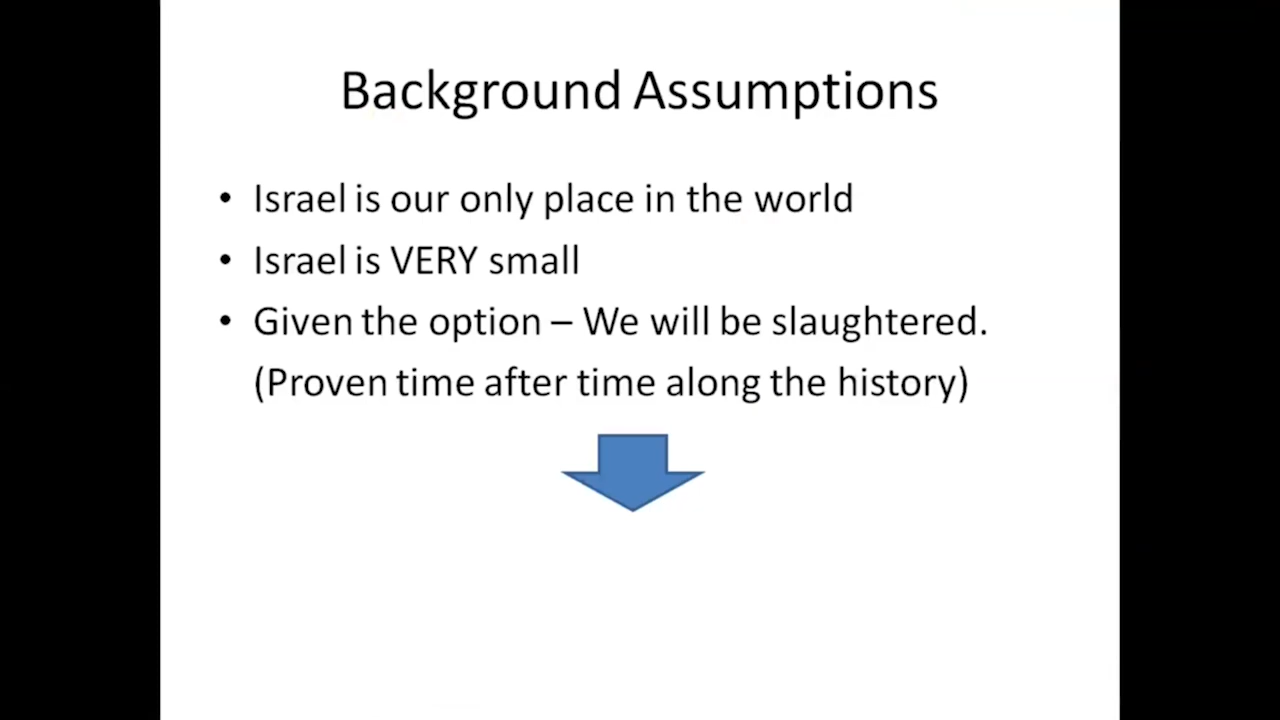 Background Assumptions
• Israel is our only place in the world
• Israel is VERY small
• Given the option – We will be slaughtered.
(Proven time after time along the history)